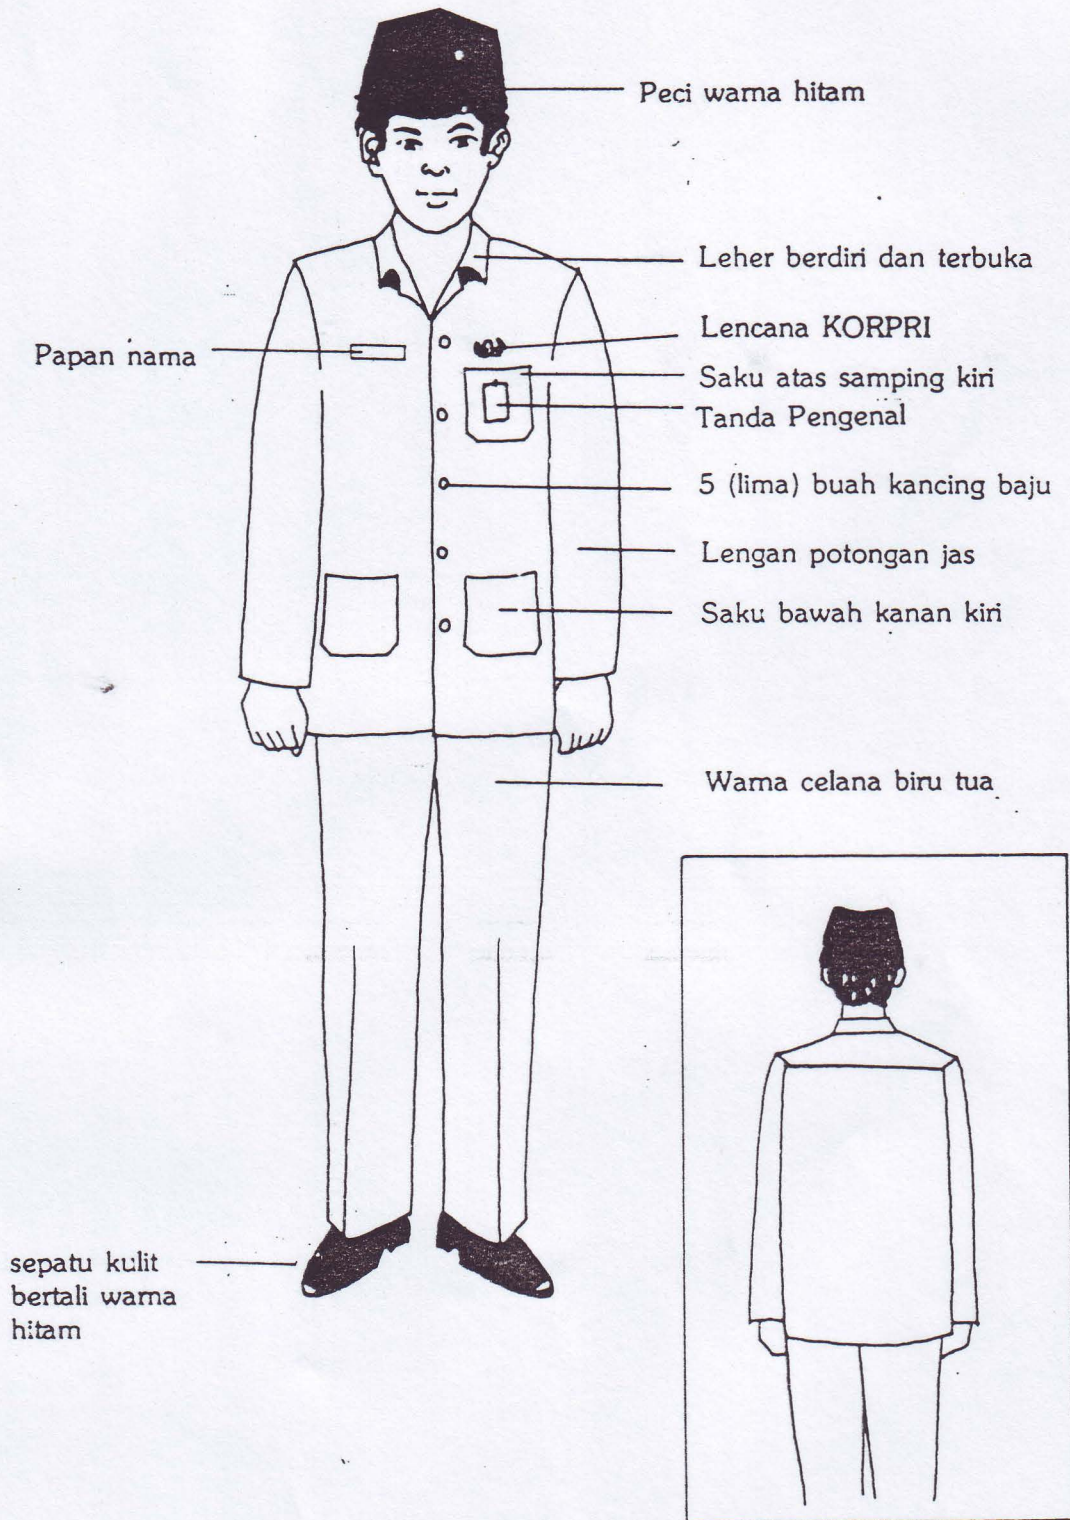 Peci warna hitam
Leher berdiri dan terbuka
Lencana KORPRI
Papan nama
Saku atas samping kiri
Tanda Pengenal
5 (lima) buah kancing baju
Lengan potongan jas
Saku bawah kanan kiri
Warna celana biru tua
sepatu kulit
bertali warna
hitam